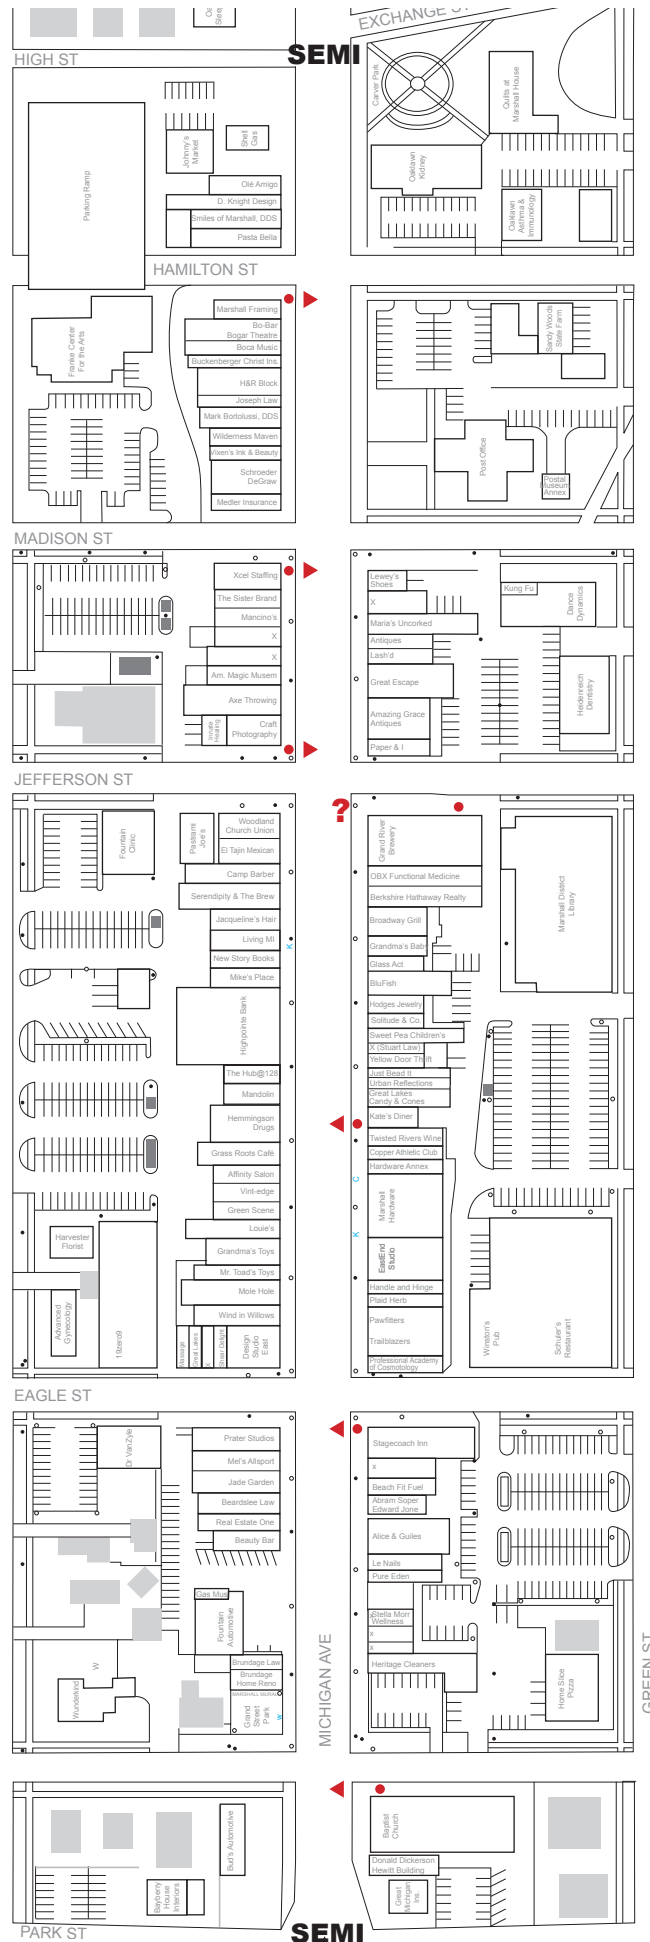 EXCHANGE ST
HIGH ST
SEMI
Carver Park
Quilts at
Marshall House
Johnny's
Market
Shell
Gas
Parking Ramp
Oaklawn
Kidney
Olé Amigo
D. Knight Design
Smiles of Marshall, DDS
Pasta Bella
Oaklawn
Asthma &
Immunology
HAMILTON ST
Marshall Framing
Bo-Bar
Bogar Theatre
Boca Music
Buckenberger Christ Ins.
H&R Block
Joseph Law
Mark Bortolussi, DDS
Wilderness Maven
Vixen's Ink & Beauty
Schroeder
DeGraw
Medler Insurance
Franke Center
For the Arts
Sandy Woods
State Farm
Post Office
Postal
Museum
Annex
MADISON ST
Xcel Staffing
The Sister Brand
Mancino's
X
X
Am. Magic Musem
Axe Throwing
Innate
Healing
Craft
Photography
Lewey's
Shoes
X
Maria's Uncorked
Antiques
Lash'd
Great Escape
Amazing Grace
Antiques
Paper & I
Kung Fu
Dance
Dynamics
Heidenreich
Dentistry
JEFFERSON ST
?
Fountain
Clinic
Pastrami
Joe's
Woodland
Church Union
El Tajin Mexican
Camp Barber
Serendipity & The Brew
Jacqueline's Hair
Living MI
K
New Story Books
Mike's Place
Highpointe Bank
The Hub@128
Mandolin
Hemmingson
Drugs
Grass Roots Café
Affinity Salon
Vint-edge
Green Scene
Louie's
Grandma's Toys
Mr. Toad's Toys
Mole Hole
Wind in Willows
Massage
Great Lakes
X
Shear Delight
Design
Studio
East
Harvester
Florist
Advanced
Gynecology
19zero9
Grand River
Brewery
OBX Functional Medicine
Berkshire Hathaway Realty
Broadway Grill
Grandma's Baby
Glass Act
BluFish
Hodges Jewelry
Solitude & Co.
Sweet Pea Children's
X (Stuart Law)
Yellow Door Thrift
Just Bead It
Urban Reflections
Great Lakes
Candy & Cones
Kate's Diner
Twisted Rivers Wine
Copper Athletic Club
Hardware Annex
C
Marshall
Hardware
K
EastEnd
Studio
Handle and Hinge
Plaid Herb
Pawfitters
Trailblazers
Professional Academy
of Cosmotology
Marshall District
Library
Winston's
Pub
Schuler's
Restaurant
EAGLE ST
Dr VanZyle
Prater Studios
Mel's Allsport
Jade Garden
Beardslee Law
Real Estate One
Beauty Bar
Gas Mus
Fountain
Automotive
Brundage Law
Brundage
Home Reno
MARSHALL MURAL
Grand
Street
Park
W
W
Wunderkind
Stagecoach Inn
x
Beach Fit Fuel
Abram Soper
Edward Jone
Alice & Guiles
Le Nails
Pure Eden
x
Stella Morr
Wellness
x
x
Heritage Cleaners
Home Slice
Pizza
MICHIGAN AVE
GREEN ST
Bud's Automotive
Bayberry
House
Interiors
Baptist
Church
Donald Dickerson
Hewitt Building
Great
Michigan
Ins.
PARK ST
SEMI